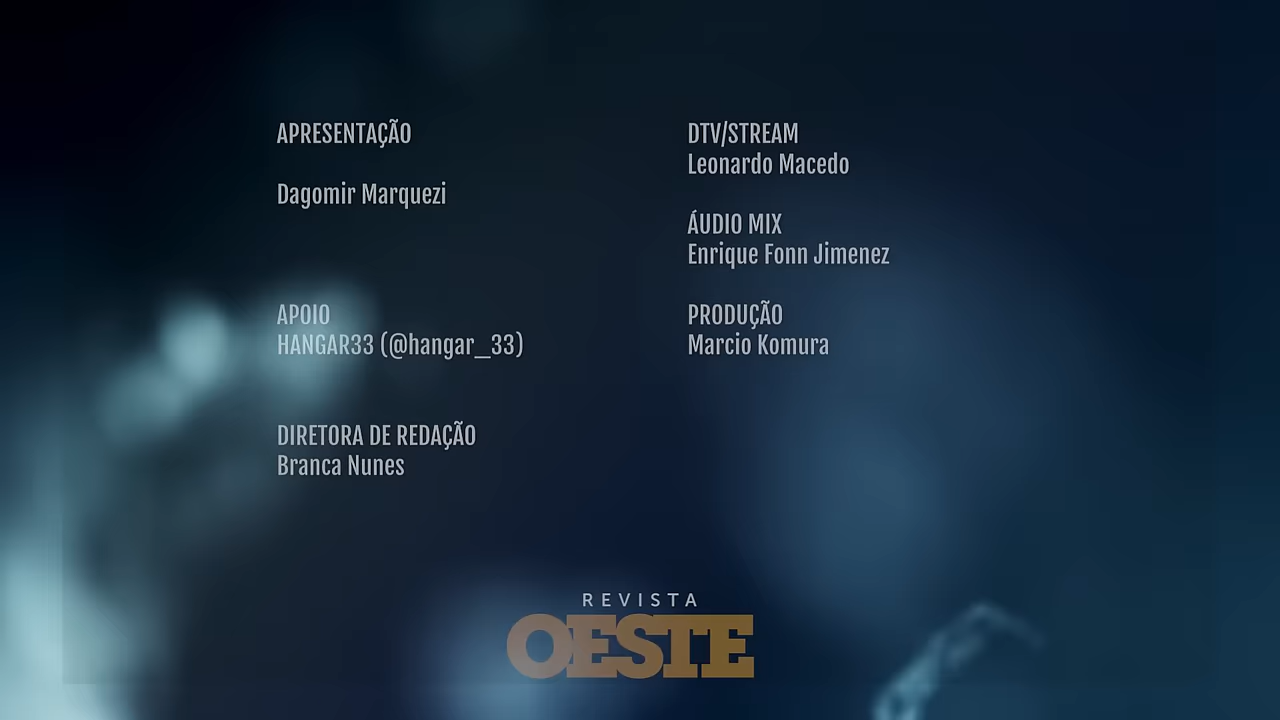 APRESENTAÇÃO
Dagomir Marquezi
APOIO
HANGAR33 (@hangar_33)
DIRETORA DE REDAÇÃO
Branca Nunes
DTV/STREAM
Leonardo Macedo
ÁUDIO MIX
Enrique Fonn Jimenez
PRODUÇÃO
Marcio Komura
REVISTA
OESTE